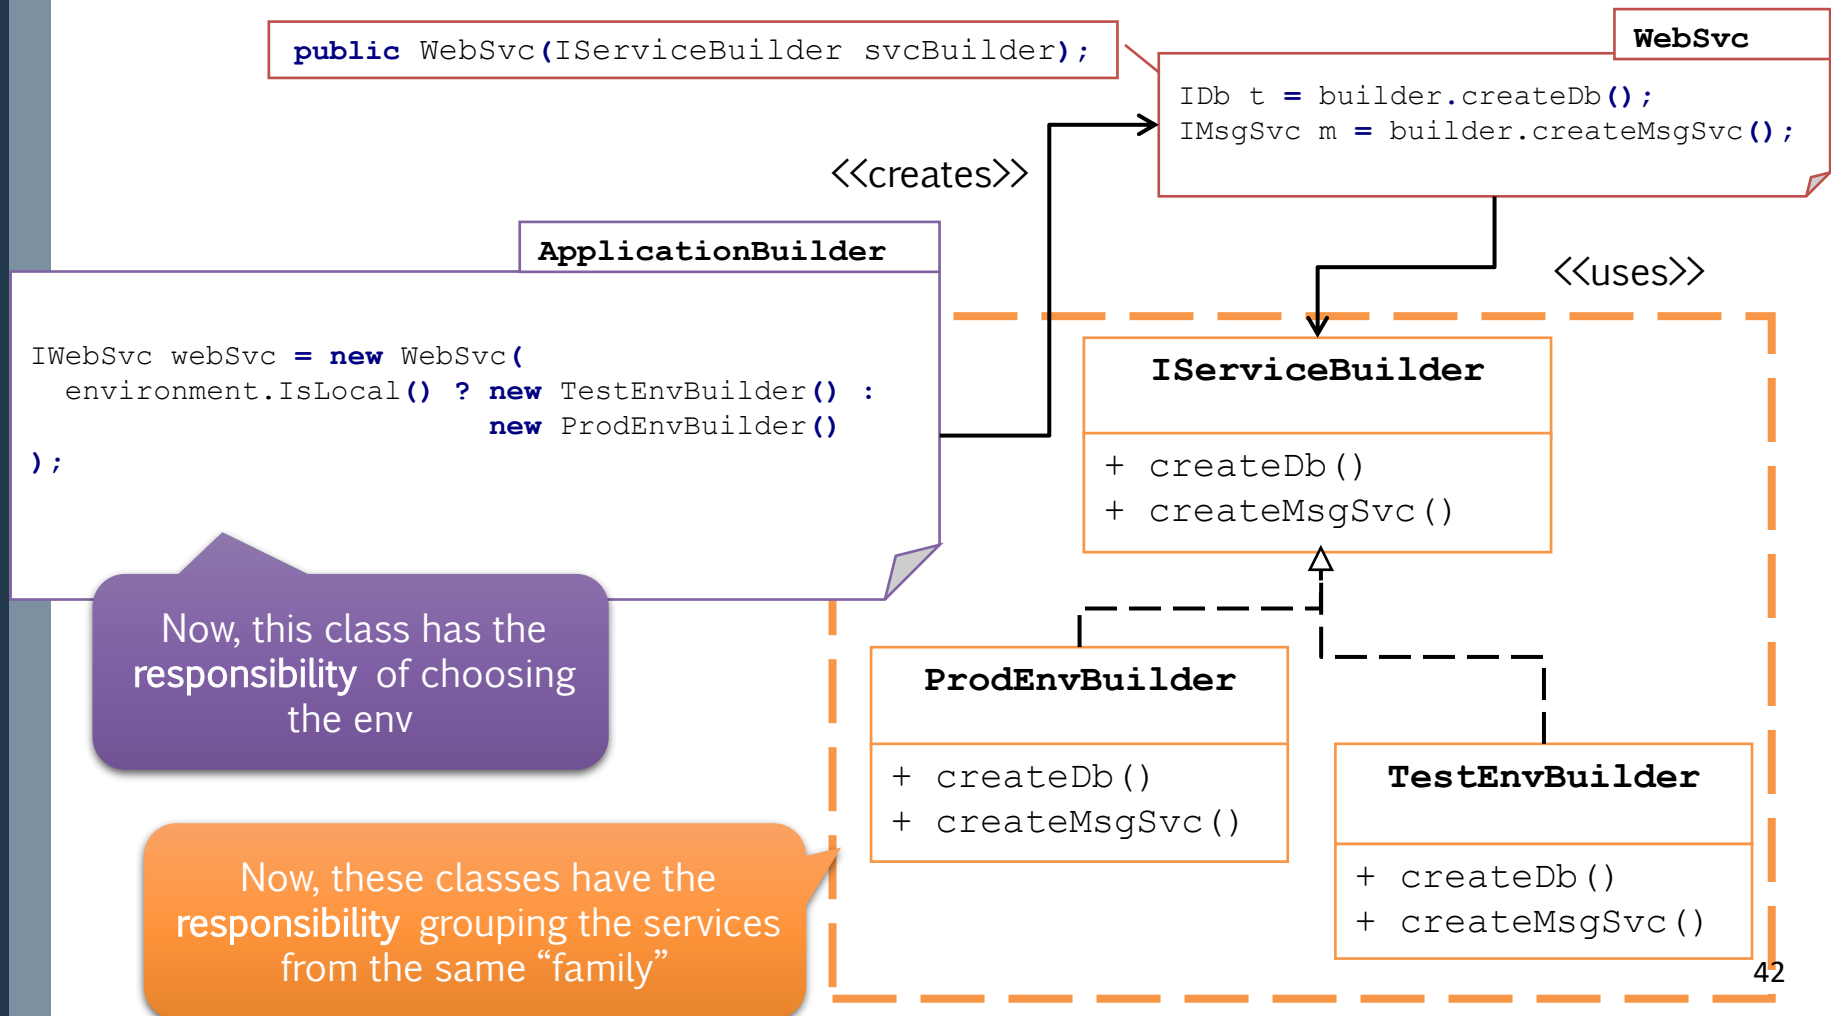 public WebSvc(IServiceBuilder svcBuilder);
WebSvc
IDb t = builder.createDb();
IMsgSvc m = builder.createMsgSvc();
<<creates>>
<<uses>>
ApplicationBuilder
IWebSvc webSvc = new WebSvc(
environment.IsLocal() ? new TestEnvBuilder() :
new ProdEnvBuilder()
);
IServiceBuilder
+ createDb()
+ createMsgSvc()
Now, this class has the
responsibility of choosing
the env
ProdEnvBuilder
+ createDb()
+ createMsgSvc()
TestEnvBuilder
+ createDb()
+ createMsgSvc()
Now, these classes have the
responsibility grouping the services
from the same “family”
42